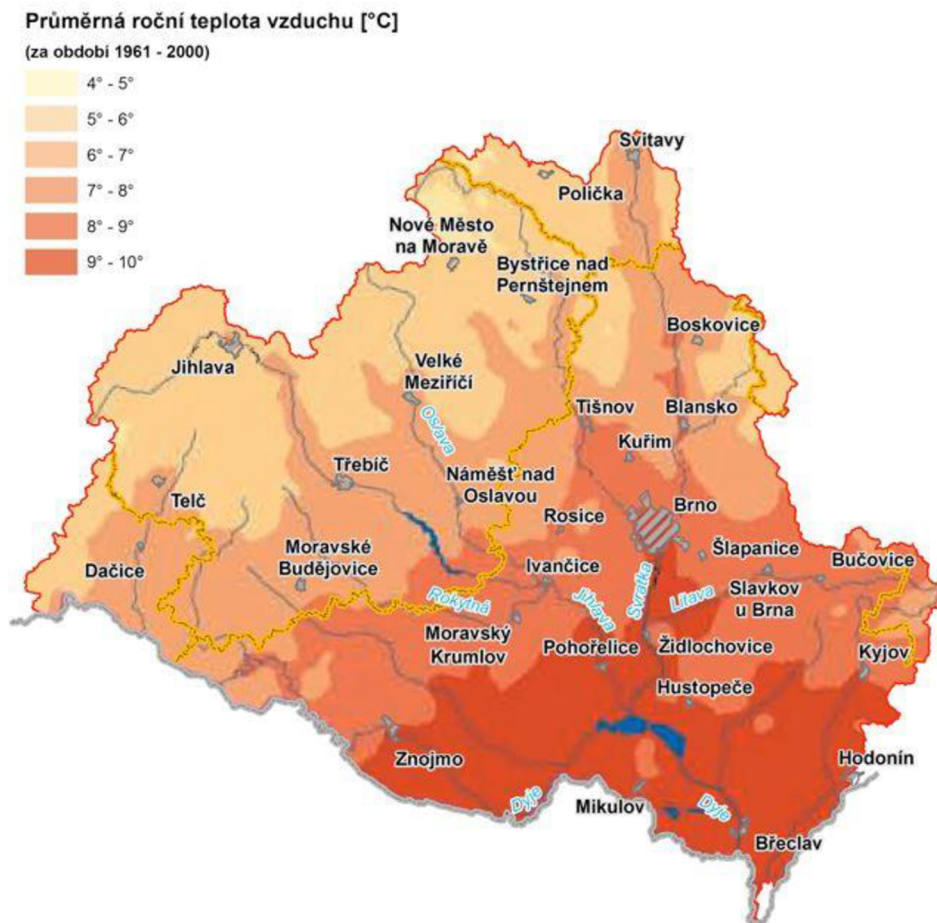 Průměrná roční teplota vzduchu [°C]
(za období 1961 - 2000)
4° - 5°
5° - 6°
6° - 7°
7° - 8°
8° - 9°
9° - 10°
Svitavy
Polička
Nové Město
na Moravě
Bystřice nad
Pernštejnem
Boskovice
Jihlava
Velké
Meziříčí
Oslava
Tišnov
Blansko
Kuřim
Třebíč
Náměšť nad
Oslavou
Telč
Rosice
Brno
Moravské
Budějovice
Šlapanice
Bučovice
Dačice
Ivančice
Svratka
Litava
Slavkov
u Brna
Rokytná
Jihlava
Moravský
Krumlov
Pohořelice
Židlochovice
Kyjov
Hustopeče
Znojmo
Hodonín
Dyje
Mikulov
Dyje
Břeclav